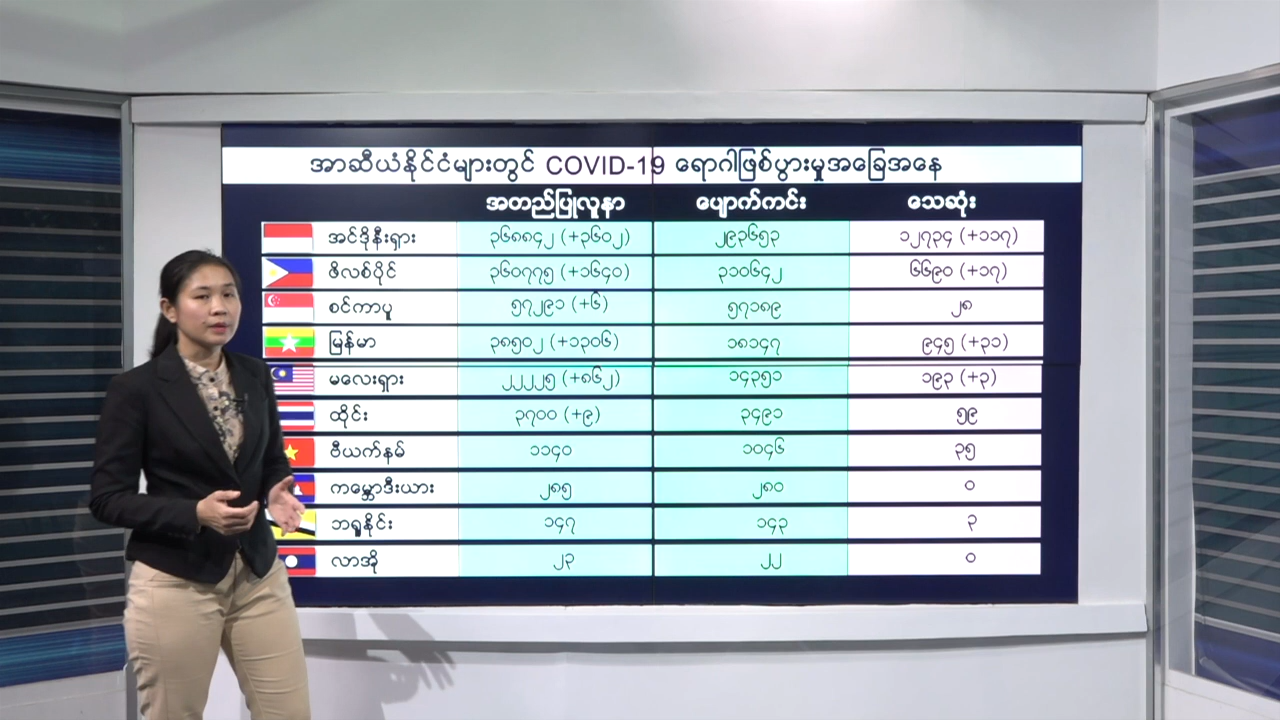 အာဆီယံနိုင်ငံများတွင် COVID-19 ရောဂါဖြစ်ပွားမှုအခြေအနေ
အတည်ပြုလူနာ ပျောက်ကင်း သေဆုံး
အင်ဒိုနီးရှား ၃၆၈၈၄၂ (+၃၆၀၂) ၂၉၃၆၅၃ ၁၂၇၃၄ (+၁၁၇)
ဖိလစ်ပိုင် ၃၆၀၇၇၅ (+၁၆၄၀) ၃၁၀၆၄၂ ၆၆၉၀ (+၁၇)
စင်ကာပူ ၅၇၂၉၁ (+၆) ၅၇၁၈၉ ၂၈
မြန်မာ ၃၈၅၀၂ (+၁၃၀၆) ၁၈၁၄၇ ၉၄၅ (+၃၁)
မလေးရှား ၂၂၂၂၅ (+၈၆၂) ၁၄၃၅၁ ၁၉၃ (+၃)
ထိုင်း ၃၇၀၀ (+၉) ၃၄၉၁ ၅၉
ဗီယက်နမ် ၁၁၄၀ ၁၀၄၆ ၃၅
ကမ္ဘောဒီးယား ၂၈၅ ၂၈၀ ၀
ဘရူနိုင်း ၁၄၇ ၁၄၃ ၃
လာအို ၂၃ ၂၂ ၀